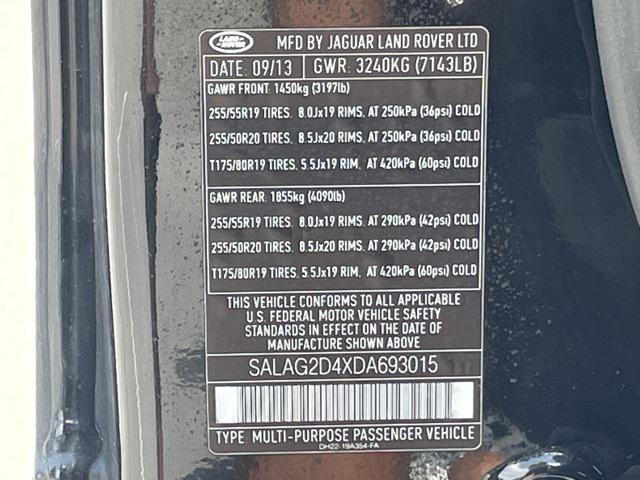 LAND ROVER MFD BY JAGUAR LAND ROVER LTD
DATE: 09/13 GWR: 3240KG (7143LB)
GAWR FRONT: 1450kg (3197lb)
255/55R19 TIRES. 8.0Jx19 RIMS. AT 250kPa (36psi) COLD
255/50R20 TIRES. 8.5Jx20 RIMS. AT 250kPa (36psi) COLD
T175/80R19 TIRES. 5.5Jx19 RIM. AT 420kPa (60psi) COLD
GAWR REAR: 1855kg (4090lb)
255/55R19 TIRES. 8.0Jx19 RIMS. AT 290kPa (42psi) COLD
255/50R20 TIRES. 8.5Jx20 RIMS. AT 290kPa (42psi) COLD
T175/80R19 TIRES. 5.5Jx19 RIM. AT 420kPa (60psi) COLD
THIS VEHICLE CONFORMS TO ALL APPLICABLE
U.S. FEDERAL MOTOR VEHICLE SAFETY
STANDARDS IN EFFECT ON THE DATE OF
MANUFACTURE SHOWN ABOVE
SALAG2D4XDA693015
TYPE: MULTI-PURPOSE PASSENGER VEHICLE
DH22-19A354-FA